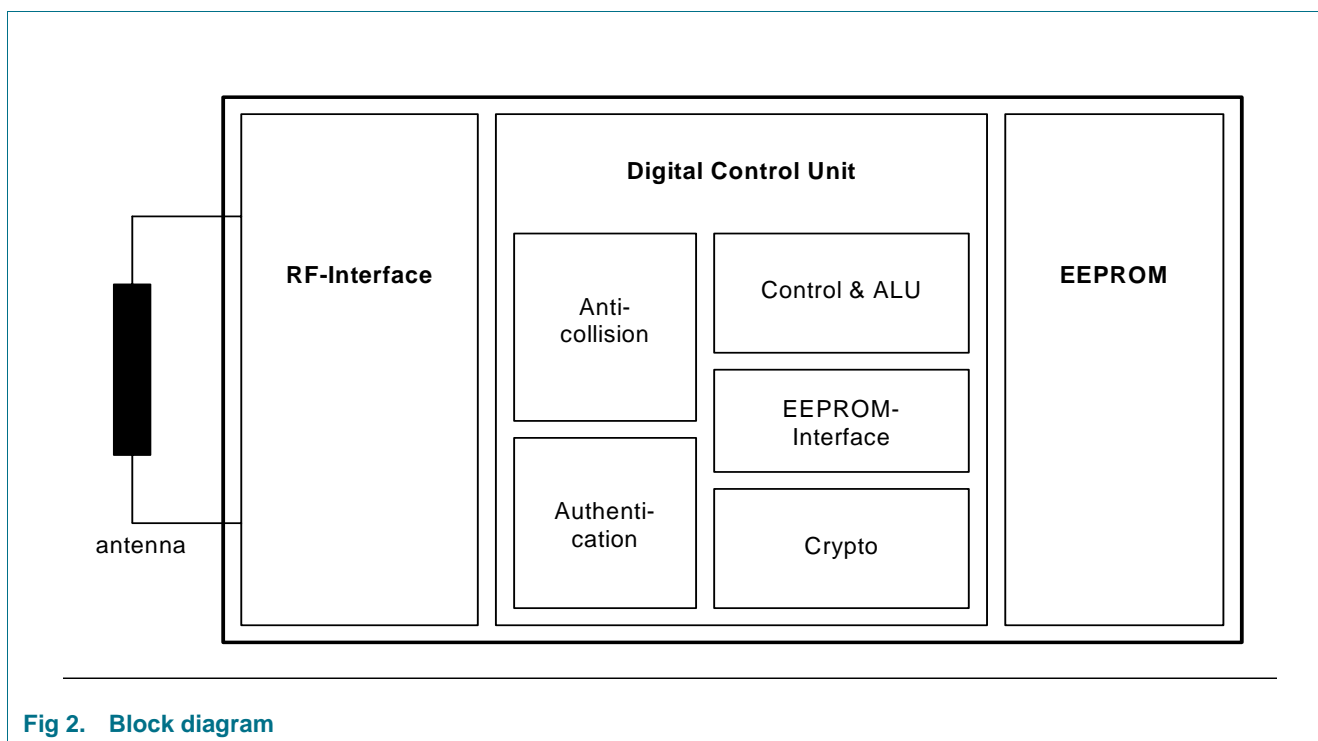 Digital Control Unit
RF-Interface
EEPROM
Anti-
collision
Control & ALU
EEPROM-
Interface
Authenti-
cation
Crypto
antenna
Fig 2. Block diagram